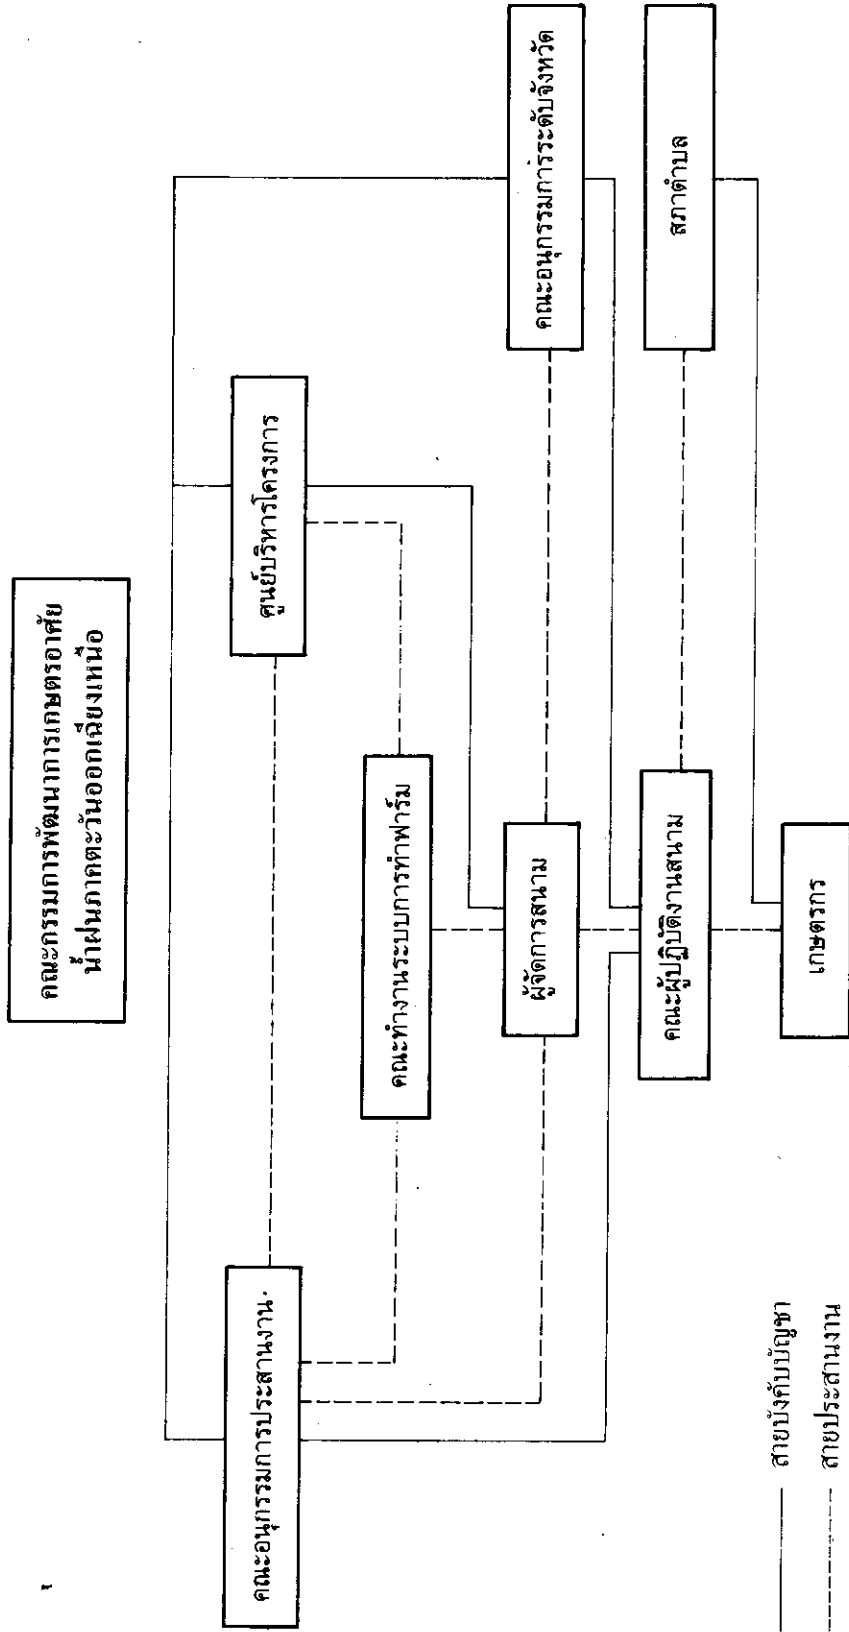 คณะกรรมการพัฒนาการเกษตรอาศัย
น้ำฝนภาคตะวันออกเฉียงเหนือ
คณะอนุกรรมการประสานงาน
ศูนย์บริหารโครงการ
คณะทำงานระบบการทำฟาร์ม
ผู้จัดการสนาม
คณะอนุกรรมการระดับจังหวัด
คณะผู้ปฏิบัติงานสนาม
สภาตำบล
เกษตรกร
สายบังคับบัญชา
สายประสานงาน